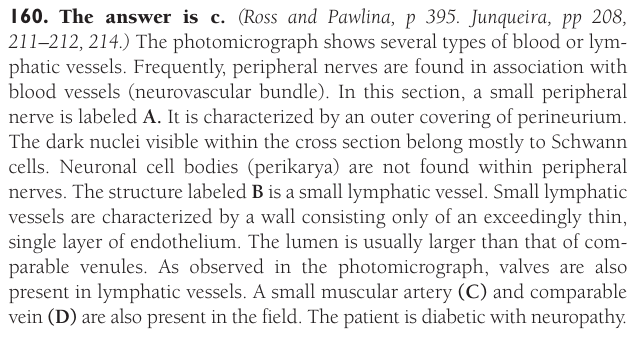 160. The answer is c. (Ross and Pawlina, p 395. Junqueira, pp 208,
211–212, 214.) The photomicrograph shows several types of blood or lym-
phatic vessels. Frequently, peripheral nerves are found in association with
blood vessels (neurovascular bundle). In this section, a small peripheral
nerve is labeled A. It is characterized by an outer covering of perineurium.
The dark nuclei visible within the cross section belong mostly to Schwann
cells. Neuronal cell bodies (perikarya) are not found within peripheral
nerves. The structure labeled B is a small lymphatic vessel. Small lymphatic
vessels are characterized by a wall consisting only of an exceedingly thin,
single layer of endothelium. The lumen is usually larger than that of com-
parable venules. As observed in the photomicrograph, valves are also
present in lymphatic vessels. A small muscular artery (C) and comparable
vein (D) are also present in the field. The patient is diabetic with neuropathy.